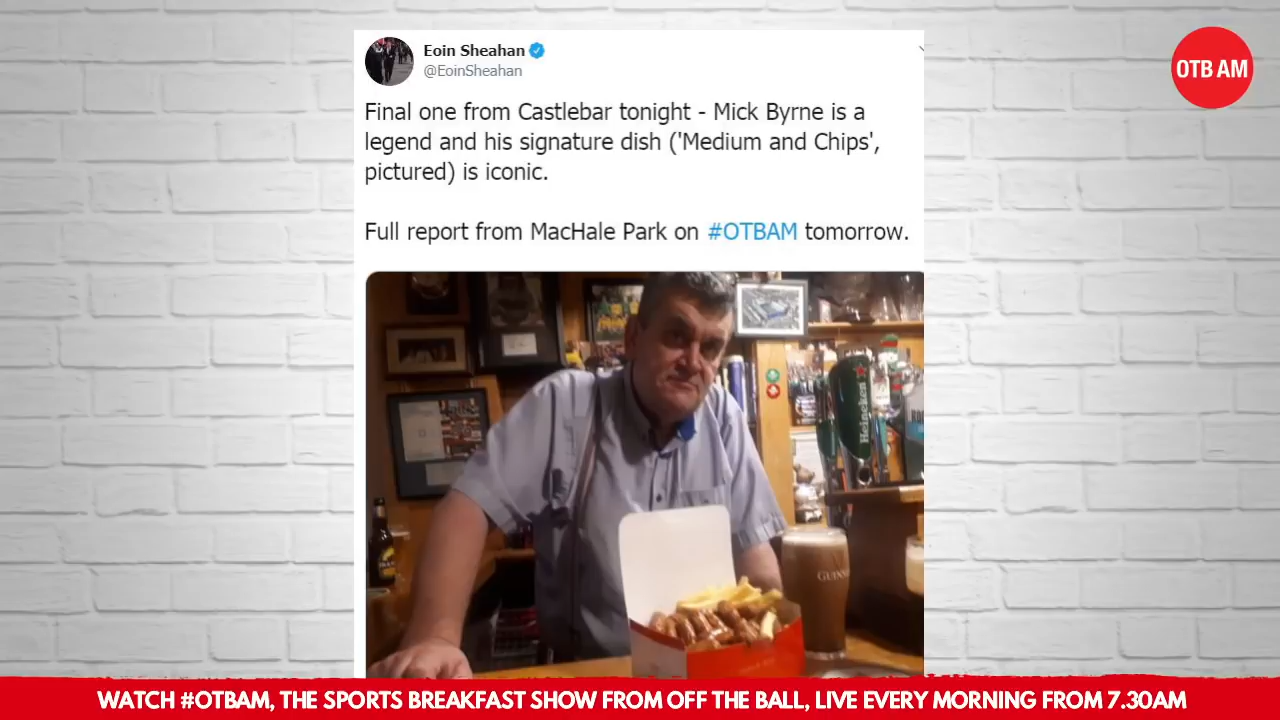 Eoin Sheahan
@EoinSheahan
OTB AM
Final one from Castlebar tonight - Mick Byrne is a
legend and his signature dish ('Medium and Chips',
pictured) is iconic.
Full report from MacHale Park on #OTBAM tomorrow.
Heineken
WATCH #OTBAM, THE SPORTS BREAKFAST SHOW FROM OFF THE BALL, LIVE EVERY MORNING FROM 7.30AM